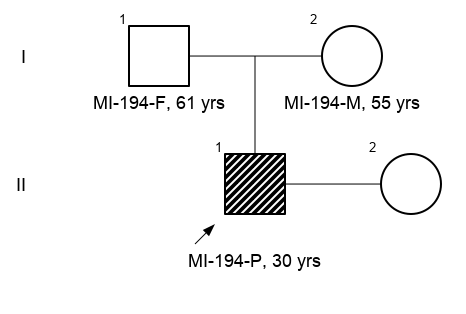 1 2
I
MI-194-F, 61 yrs MI-194-M, 55 yrs
1 2
II
MI-194-P, 30 yrs